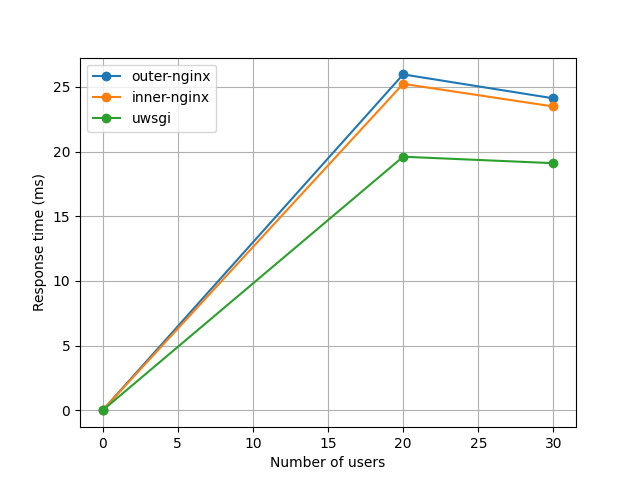 outer-nginx
inner-nginx
uwsgi
25
20
15
10
5
0
Response time (ms)
0 5 10 15 20 25 30
Number of users